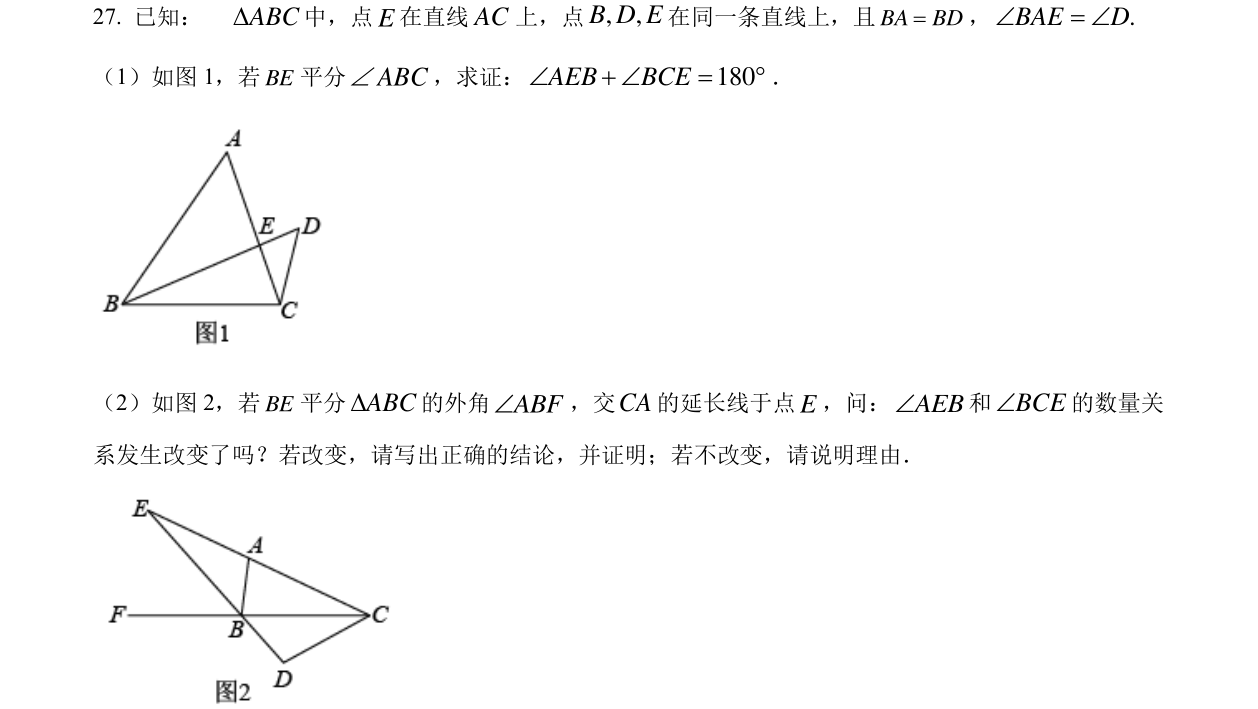 27. 已知： ΔABC中，点E在直线AC上，点B,D,E在同一条直线上，且BA=BD，∠BAE=∠D.
（1）如图1，若BE平分∠ABC，求证：∠AEB+∠BCE=180°．
A
E
D
B
C
图1
（2）如图2，若BE平分ΔABC的外角∠ABF，交CA的延长线于点E，问：∠AEB和∠BCE的数量关
系发生改变了吗？若改变，请写出正确的结论，并证明；若不改变，请说明理由．
E
A
F
B
C
D
图2